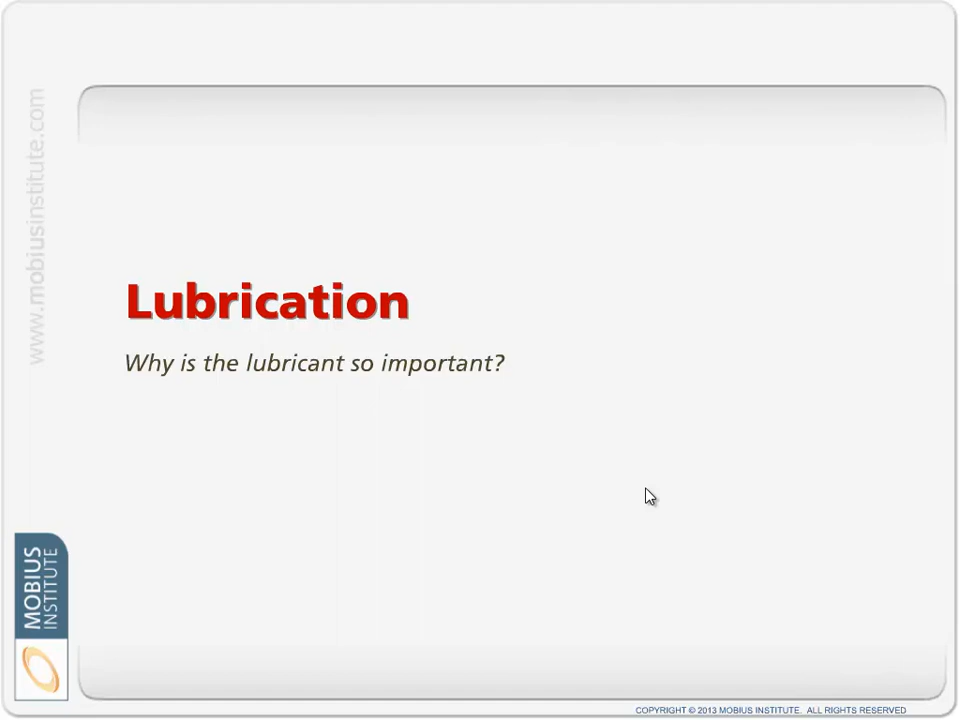 www.mobiusinstitute.com
Lubrication
Why is the lubricant so important?
MOBIUS
INSTITUTE
COPYRIGHT © 2013 MOBIUS INSTITUTE. ALL RIGHTS RESERVED